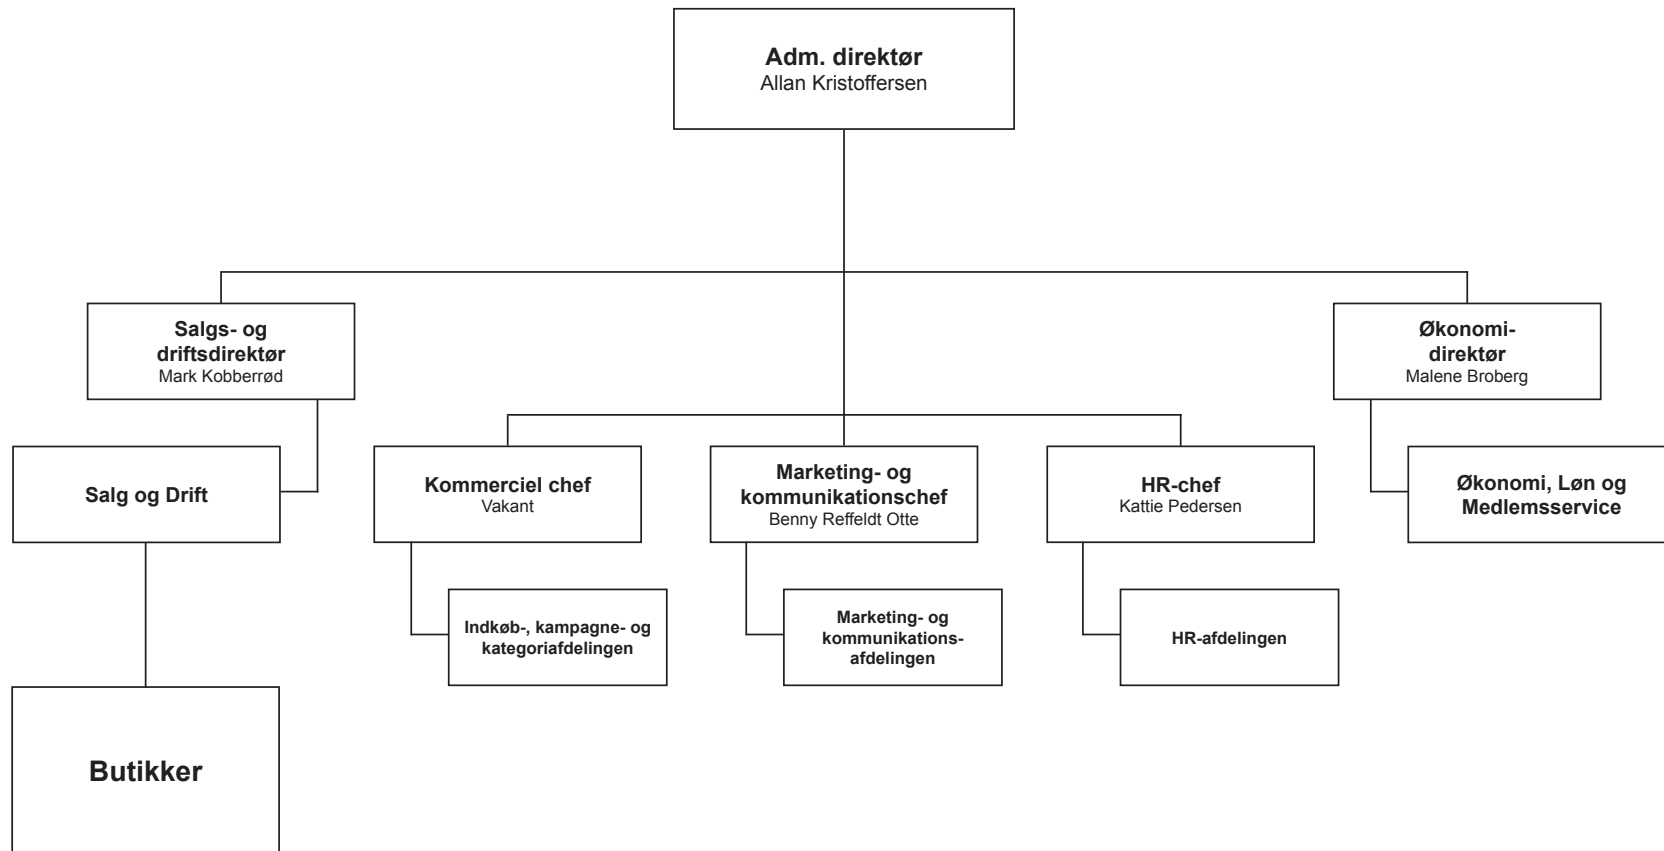 Adm. direktør
Allan Kristoffersen
Salgs- og
driftsdirektør
Mark Kobberrød
Økonomi-
direktør
Malene Broberg
Salg og Drift
Kommerciel chef
Vakant
Marketing- og
kommunikationschef
Benny Reffeldt Otte
HR-chef
Kattie Pedersen
Økonomi, Løn og
Medlemsservice
Indkøb-, kampagne- og
kategoriafdelingen
Marketing- og
kommunikations-
afdelingen
HR-afdelingen
Butikker